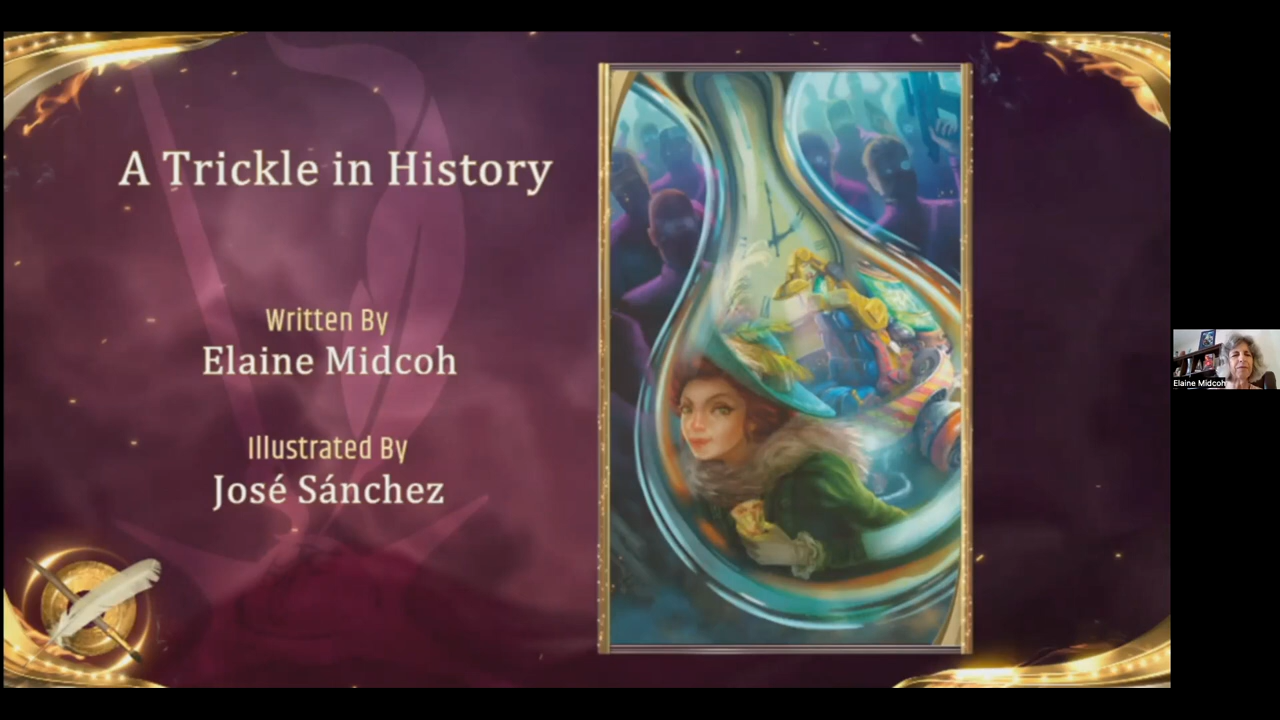 A Trickle in History
Written By
Elaine Midcoh
Illustrated By
José Sánchez
Elaine Midcoh